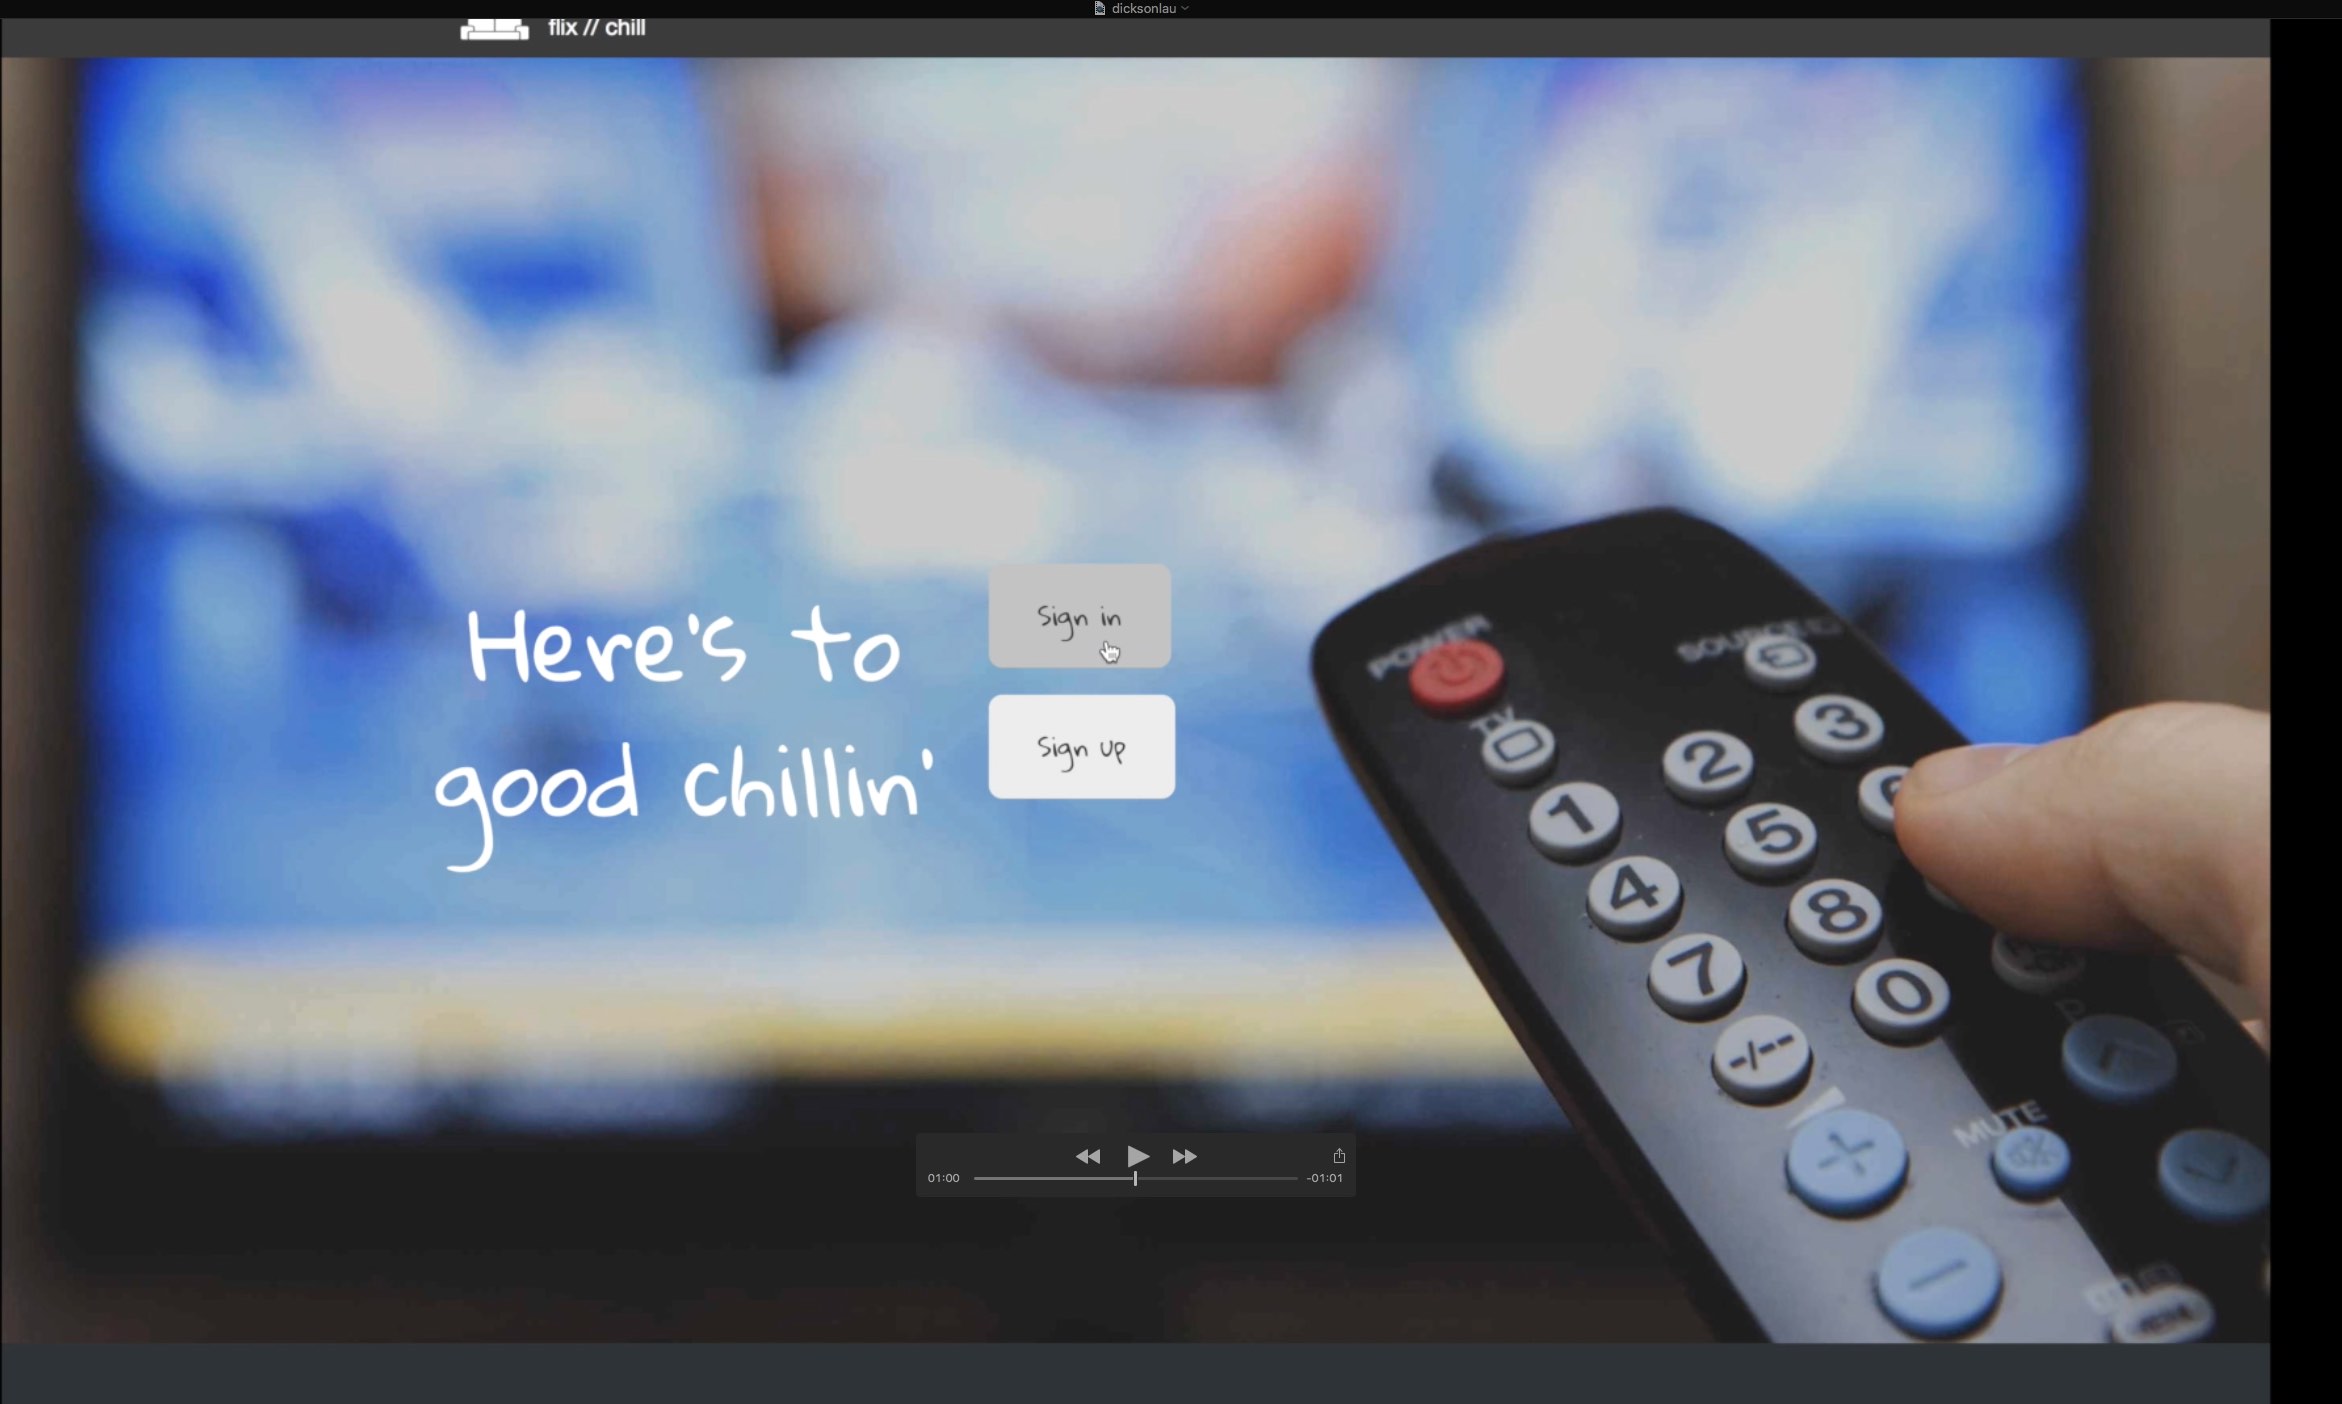 dicksonlau
flix // chill
Here's to
good chillin'
Sign in
Sign up
POWER
SOURCE
TV
3
2
1
5
4
8
7
0
-/--
MUTE
01:00
-01:01